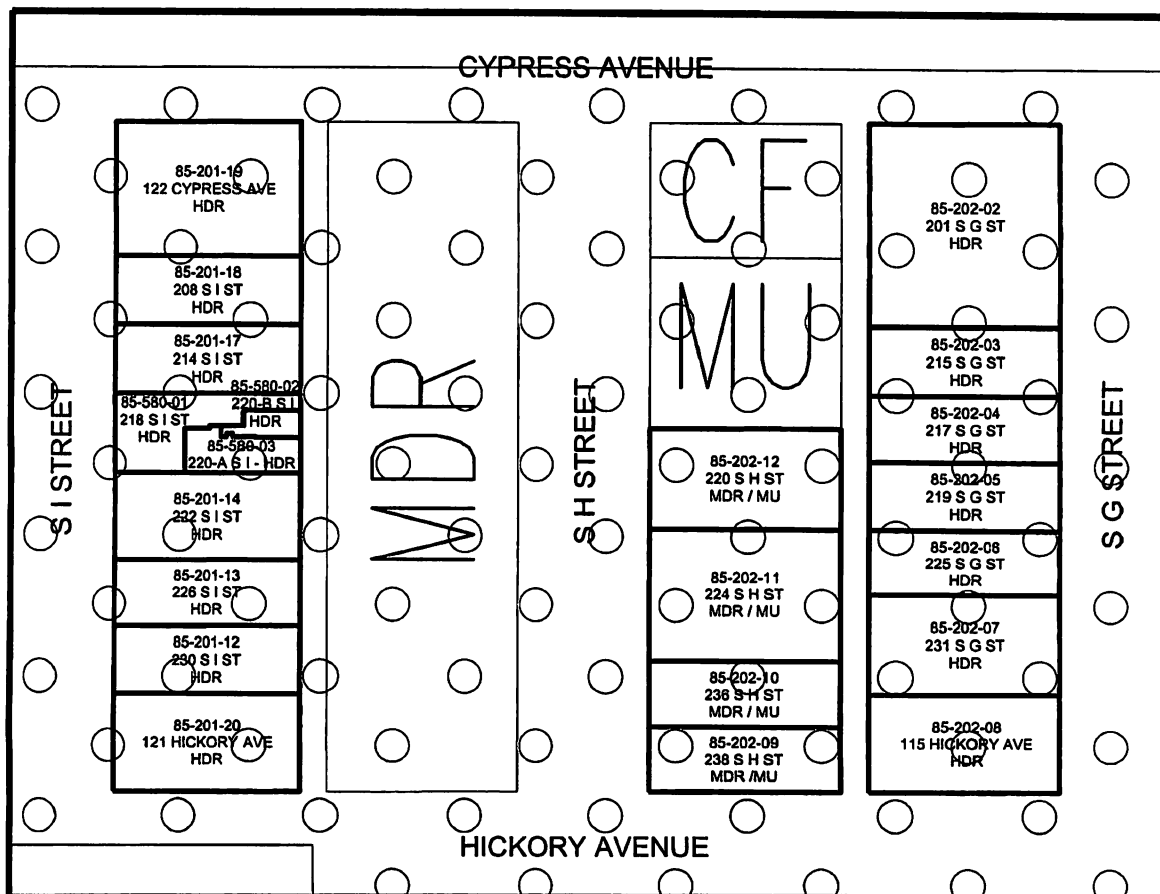 CYPRESS AVENUE
85-201-19
122 CYPRESS AVE
HDR
85-201-18
208 S I ST
HDR
85-201-17
214 S I ST
HDR
85-580-01
218 S I ST
HDR
85-580-02
220-B S I
HDR
85-580-03
220-A S I - HDR
85-201-14
222 S I ST
HDR
85-201-13
226 S I ST
HDR
85-201-12
230 S I ST
HDR
85-201-20
121 HICKORY AVE
HDR
S I STREET
MDR
S H STREET
CF
MU
85-202-12
220 S H ST
MDR / MU
85-202-11
224 S H ST
MDR / MU
85-202-10
236 S H ST
MDR / MU
85-202-09
238 S H ST
MDR /MU
85-202-02
201 S G ST
HDR
85-202-03
215 S G ST
HDR
85-202-04
217 S G ST
HDR
85-202-05
219 S G ST
HDR
85-202-06
225 S G ST
HDR
85-202-07
231 S G ST
HDR
85-202-08
115 HICKORY AVE
HDR
S G STREET
HICKORY AVENUE